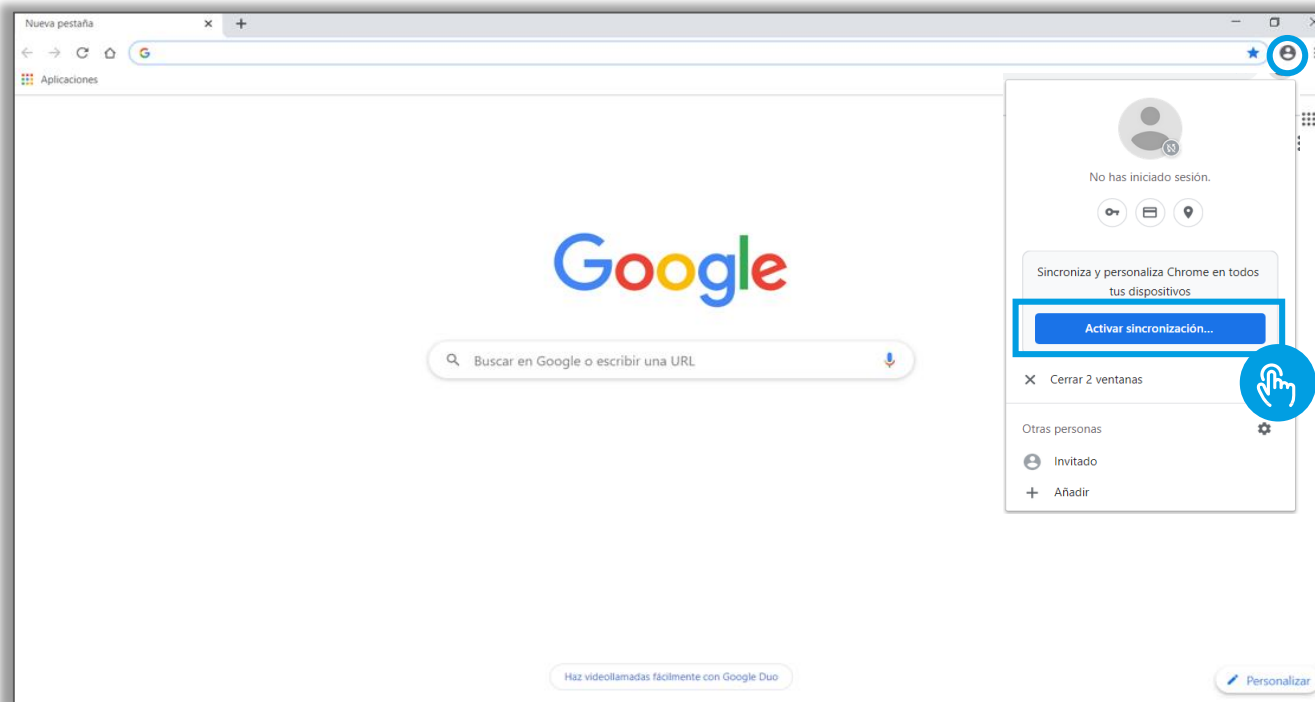 Nueva pestaña
Aplicaciones
No has iniciado sesión.
Sincroniza y personaliza Chrome en todos
tus dispositivos
Activar sincronización...
Google
Buscar en Google o escribir una URL
Cerrar 2 ventanas
Otras personas
Invitado
Añadir
Haz videollamadas fácilmente con Google Duo
Personalizar